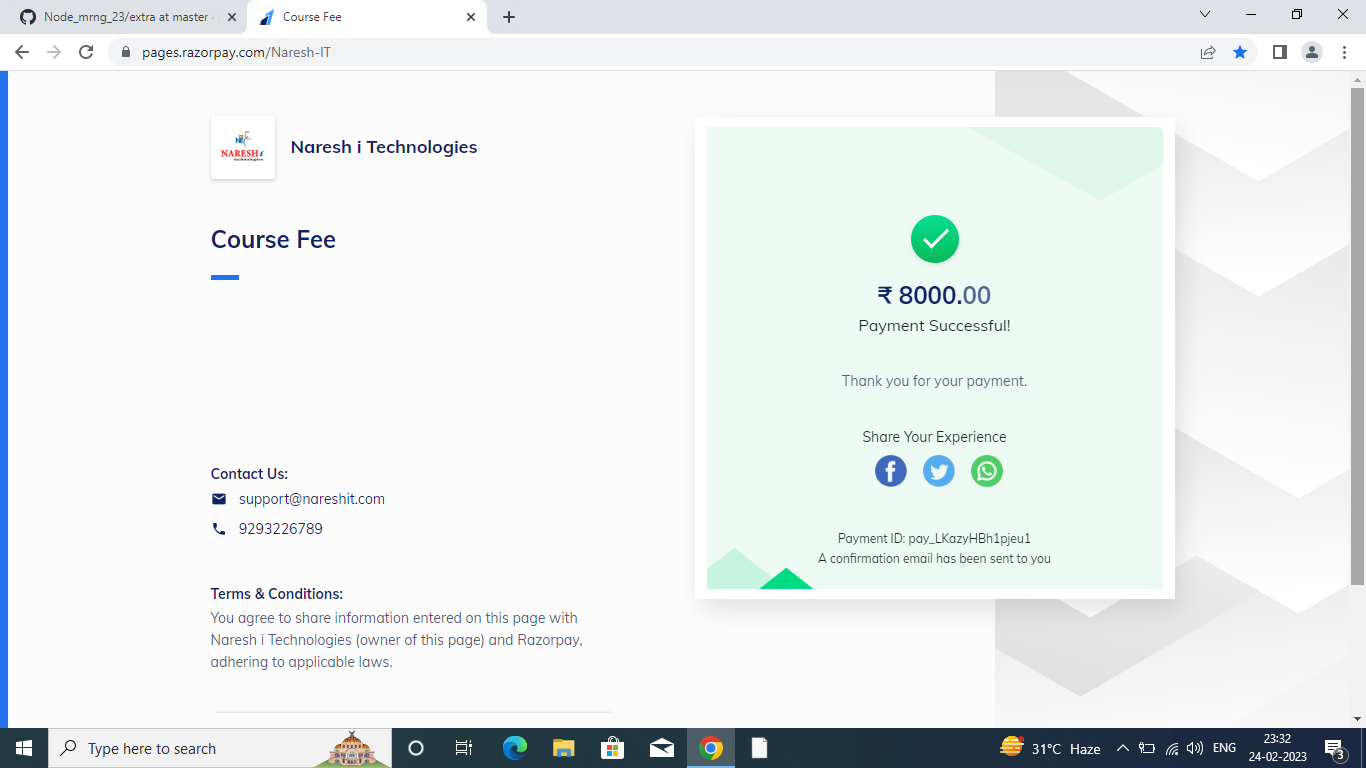 Node_mrng_23/extra at master ·
Course Fee
pages.razorpay.com/Naresh-IT
NARESH i
Naresh i Technologies
Course Fee
Contact Us:
support@nareshit.com
9293226789
Terms & Conditions:
You agree to share information entered on this page with
Naresh i Technologies (owner of this page) and Razorpay,
adhering to applicable laws.
₹ 8000.00
Payment Successful!
Thank you for your payment.
Share Your Experience
Payment ID: pay_LKazyHBh1pjeu1
A confirmation email has been sent to you
Type here to search
31°C Haze
ENG
23:32
24-02-2023
3